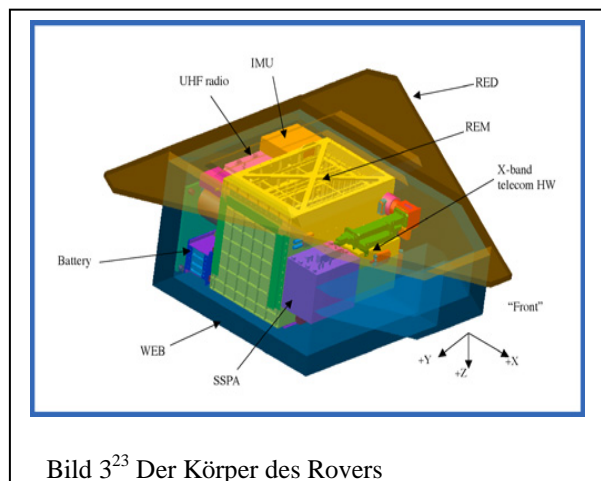 IMU
UHF radio
RED
REM
X-band
telecom HW
Battery
"Front"
WEB
SSPA
+Y
+Z
+X
Bild 3²³ Der Körper des Rovers